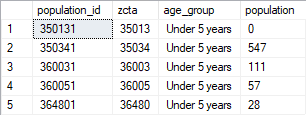 population_id zcta age_group population
1 350131 35013 Under 5 years 0
2 350341 35034 Under 5 years 547
3 360031 36003 Under 5 years 111
4 360051 36005 Under 5 years 57
5 364801 36480 Under 5 years 28